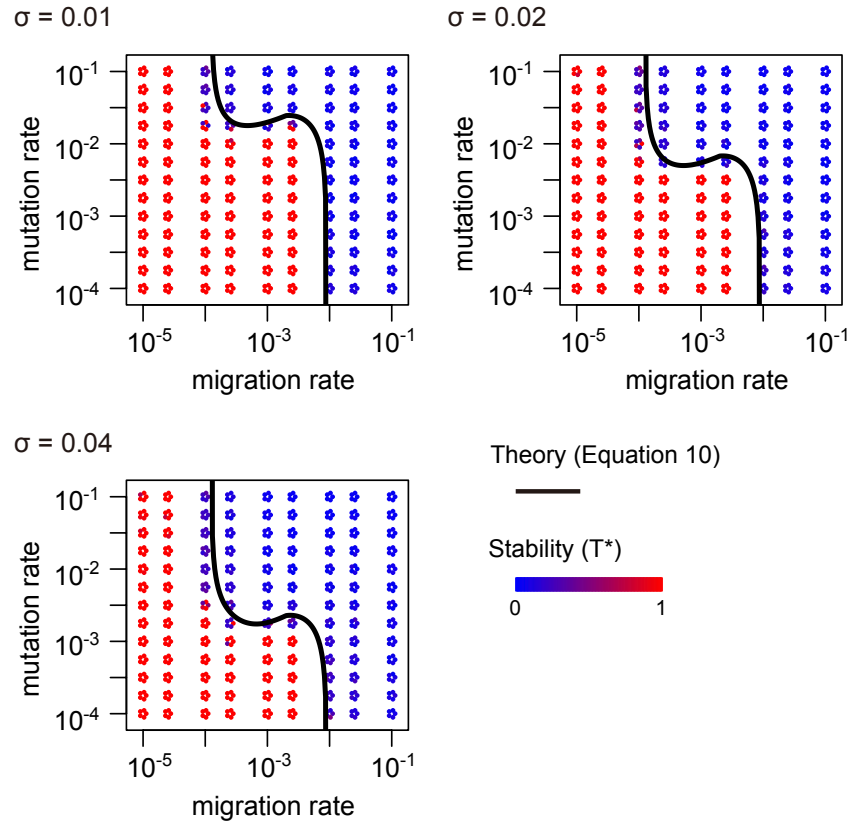 σ = 0.01
σ = 0.02
10⁻¹
10⁻²
10⁻³
10⁻⁴
mutation rate
10⁻⁵
10⁻³
10⁻¹
migration rate
10⁻¹
10⁻²
10⁻³
10⁻⁴
mutation rate
10⁻⁵
10⁻³
10⁻¹
migration rate
σ = 0.04
10⁻¹
10⁻²
10⁻³
10⁻⁴
mutation rate
10⁻⁵
10⁻³
10⁻¹
migration rate
Theory (Equation 10)
Stability (T*)
0 1